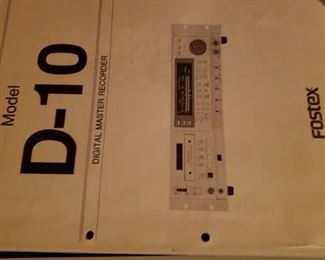 Model
D-10
DIGITAL MASTER RECORDER
FOSTEX